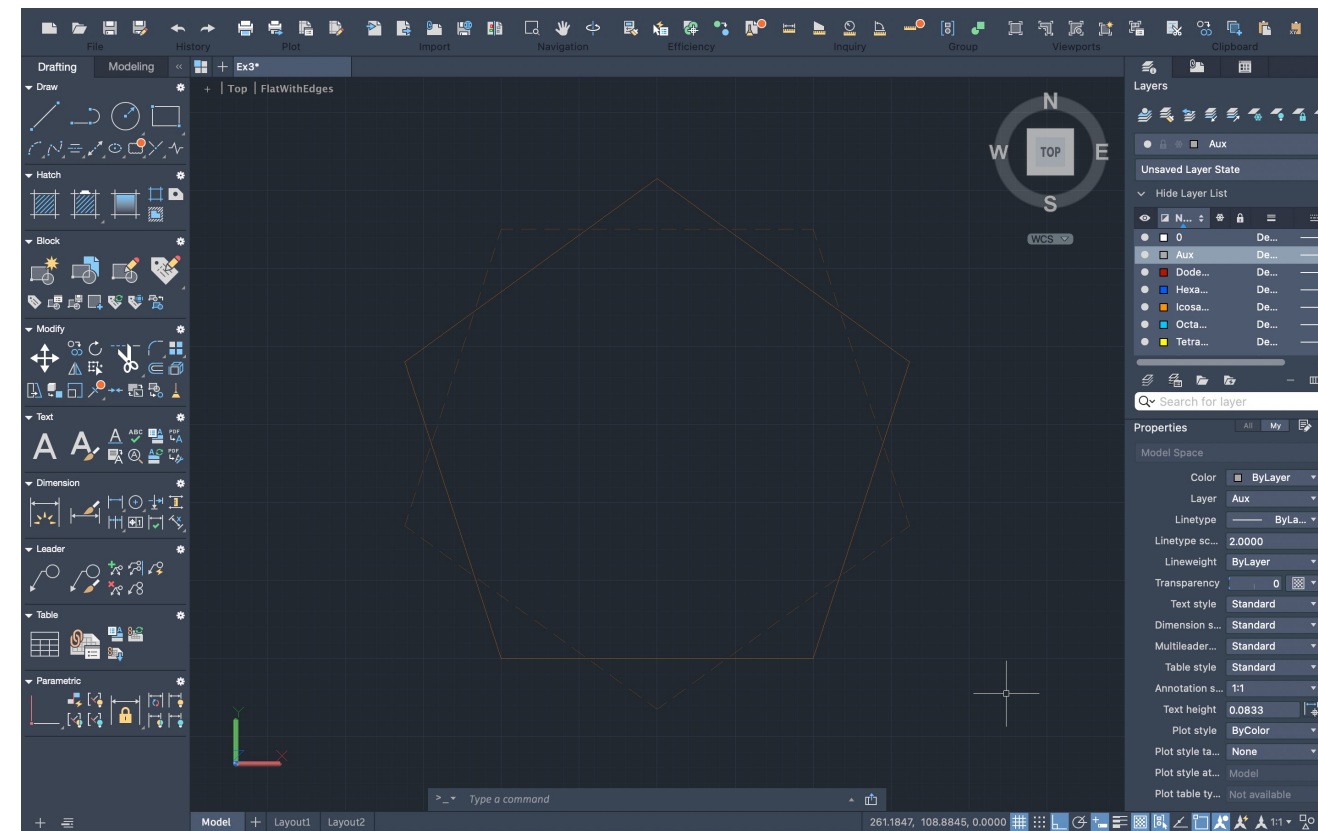 File
History
Plot
Import
Navigation
Efficiency
Inquiry
Group
Viewports
Clipboard
Drafting
Modeling
Ex3*
+ | Top | FlatWithEdges
Draw
Hatch
Block
Modify
Text
A A A ABC PDF
PDF
Dimension
Leader
Table
Parametric
N
W TOP E
S
WCS
Y
X
>_ Type a command
Model + Layout1 Layout2
261.1847, 108.8845, 0.0000
1:1
Layers
Aux
Unsaved Layer State
Hide Layer List
N...
0 De...
Aux De...
Dode... De...
Hexa... De...
Icosa... De...
Octa... De...
Tetra... De...
Search for layer
Properties All My
Model Space
Color ByLayer
Layer Aux
Linetype ByLa...
Linetype sc... 2.0000
Lineweight ByLayer
Transparency 0
Text style Standard
Dimension s... Standard
Multileader... Standard
Table style Standard
Annotation s... 1:1
Text height 0.0833
Plot style ByColor
Plot style ta... None
Plot style at... Model
Plot table ty... Not available